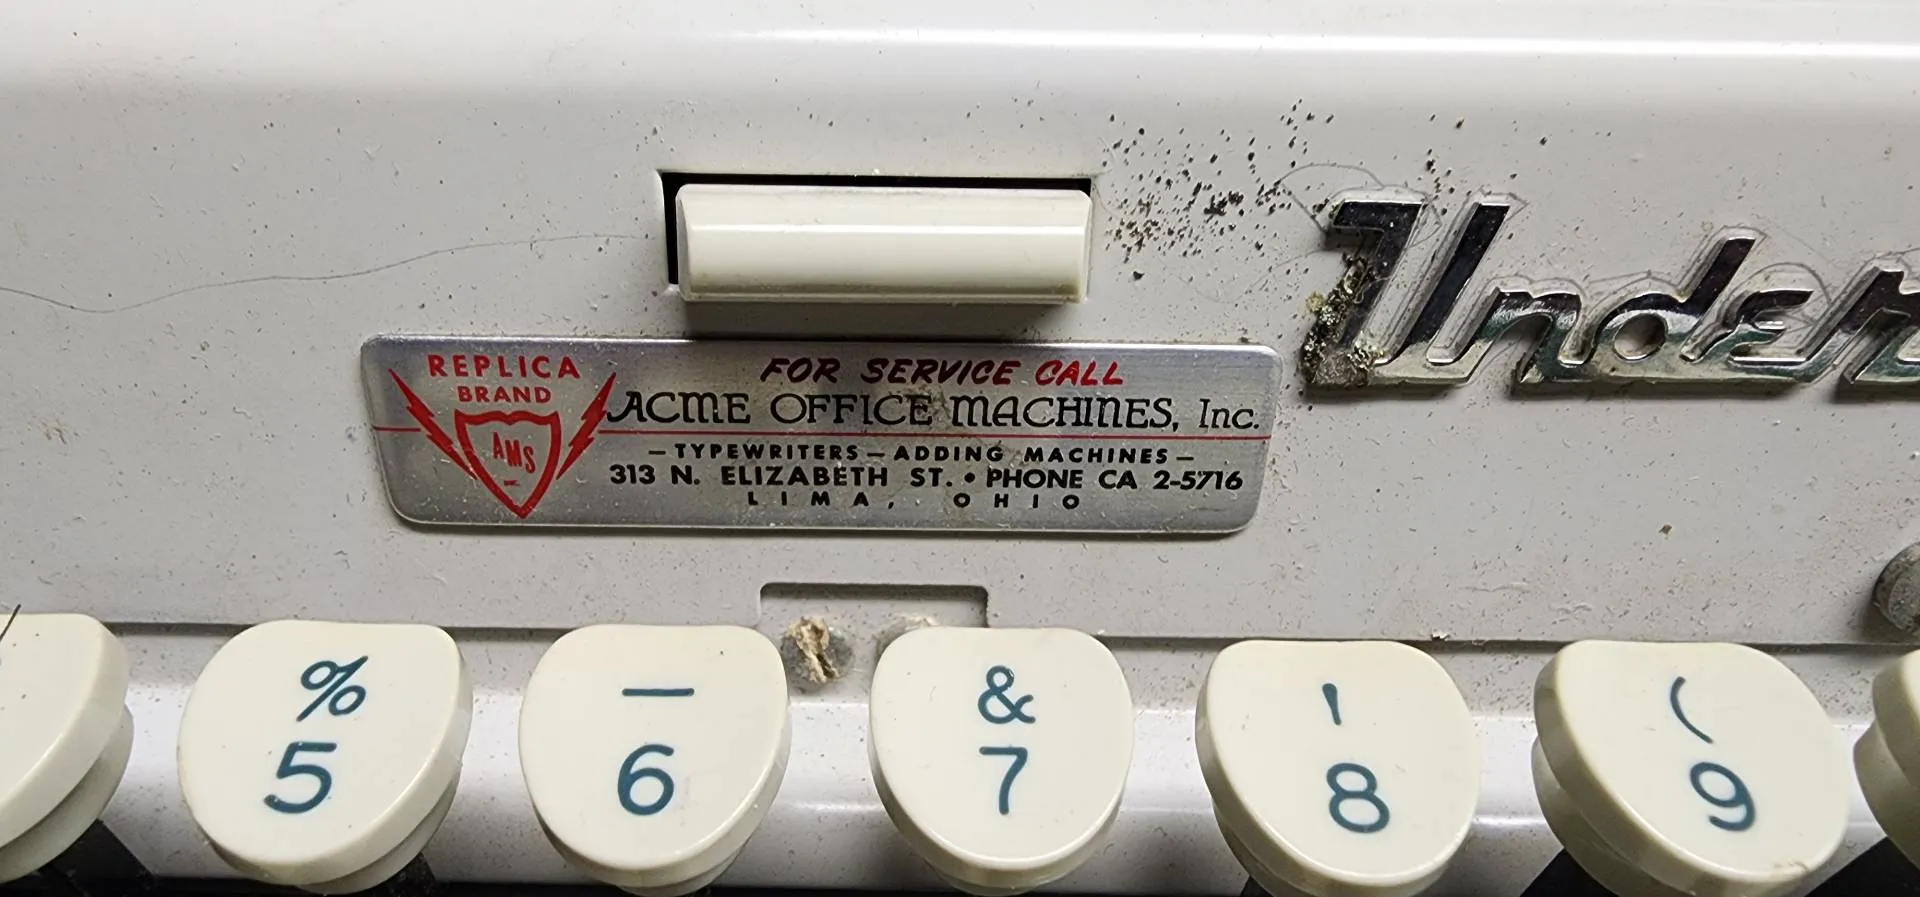 REPLICA
BRAND
AMS
FOR SERVICE CALL
ACME OFFICE MACHINES, Inc.
—TYPEWRITERS—ADDING MACHINES—
313 N. ELIZABETH ST. • PHONE CA 2-5716
LIMA, OHIO
Under
% — & ' (
5 6 7 8 9